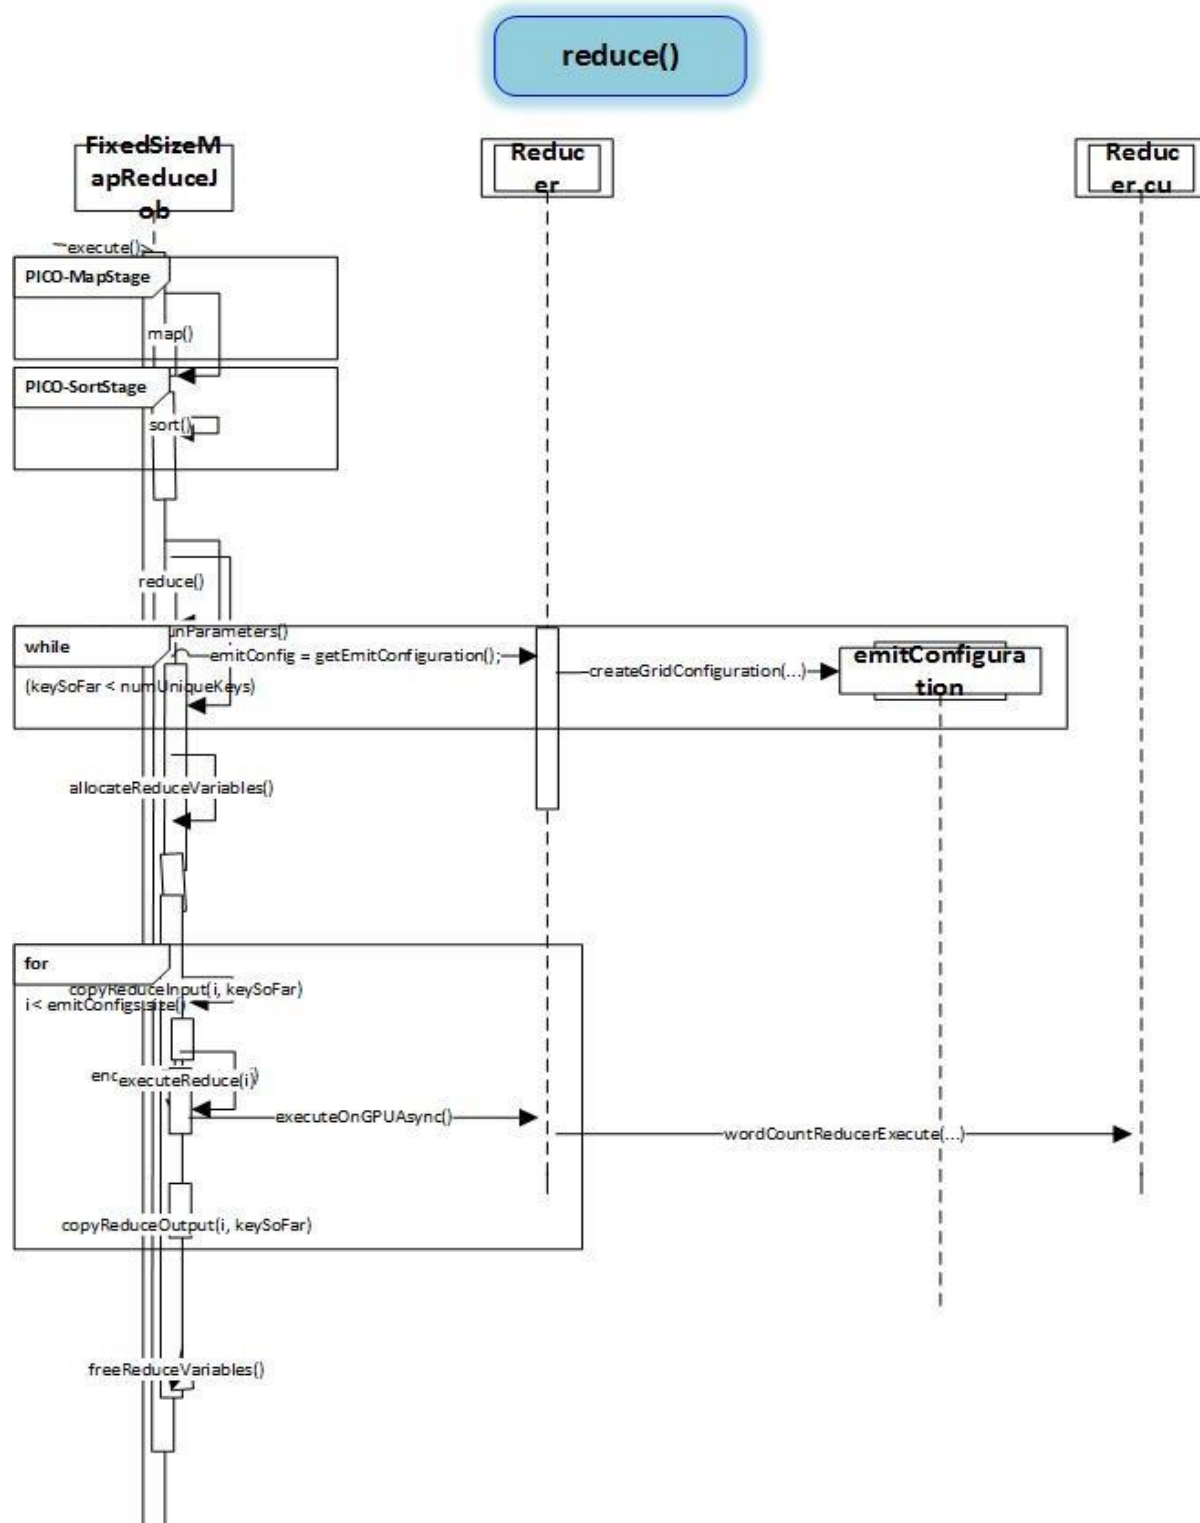 reduce()
FixedSizeM
apReduceJ
ob
Reduc
er
Reduc
er.cu
execute()
PICO-MapStage
map()
PICO-SortStage
sort()
reduce()
while
emitConfig = getEmitConfiguration();
createGridConfiguration(...)
emitConfigura
tion
(keySoFar < numUniqueKeys)
allocateReduceVariables()
for
copyReduceInput(i, keySoFar)
i < emitConfigs.size()
executeReduce(i)
executeOnGPUAsync()
wordCountReducerExecute(...)
copyReduceOutput(i, keySoFar)
freeReduceVariables()